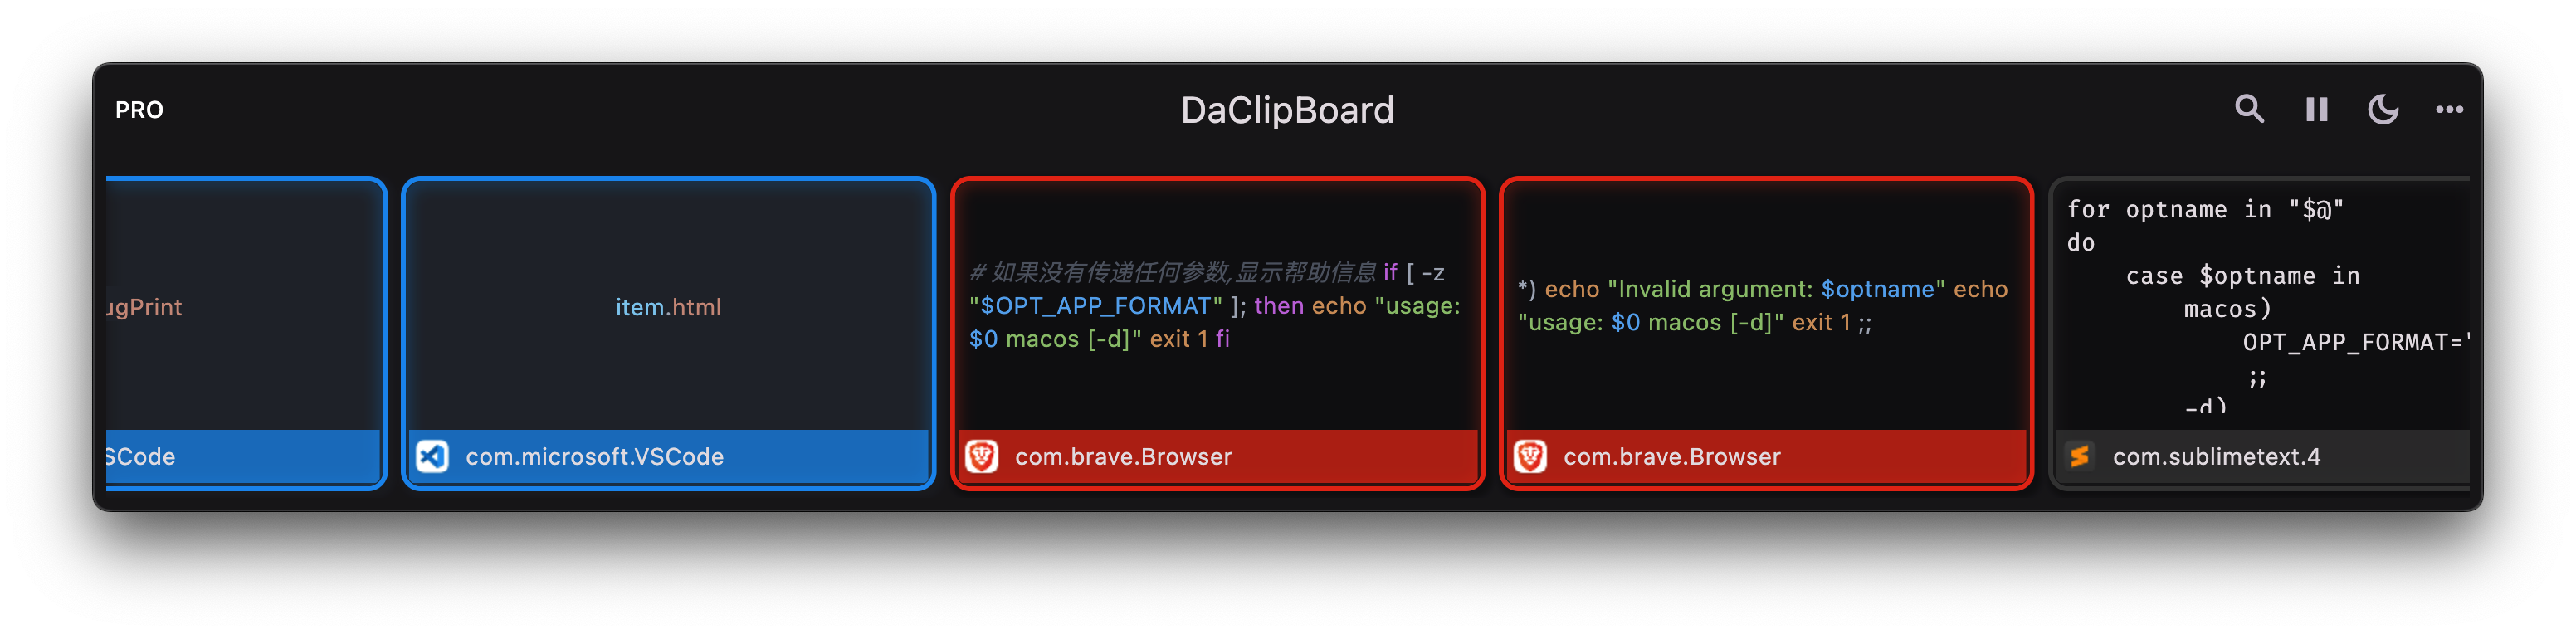 PRO
DaClipBoard
ugPrint
SCode
item.html
com.microsoft.VSCode
# 如果没有传递任何参数,显示帮助信息 if [ -z
"$OPT_APP_FORMAT" ]; then echo "usage:
$0 macos [-d]" exit 1 fi
com.brave.Browser
*) echo "Invalid argument: $optname" echo
"usage: $0 macos [-d]" exit 1 ;;
com.brave.Browser
for optname in "$@"
do
case $optname in
macos)
OPT_APP_FORMAT='
;;
-d)
com.sublimetext.4